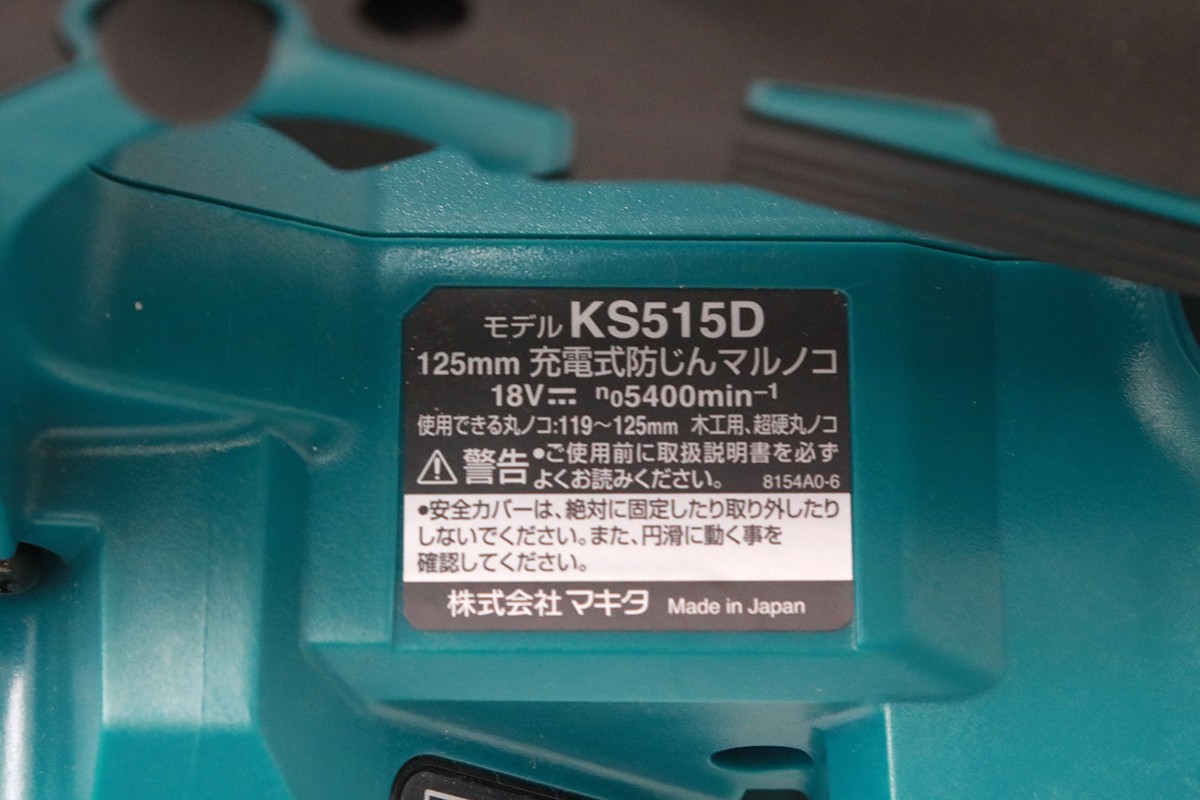 モデル KS515D
125mm 充電式防じんマルノコ
18V⎓ n05400min-1
使用できる丸ノコ:119～125mm 木工用、超硬丸ノコ
⚠警告 •ご使用前に取扱説明書を必ず
よくお読みください。 8154A0-6
•安全カバーは、絶対に固定したり取り外したり
しないでください。また、円滑に動く事を
確認してください。
株式会社マキタ Made in Japan